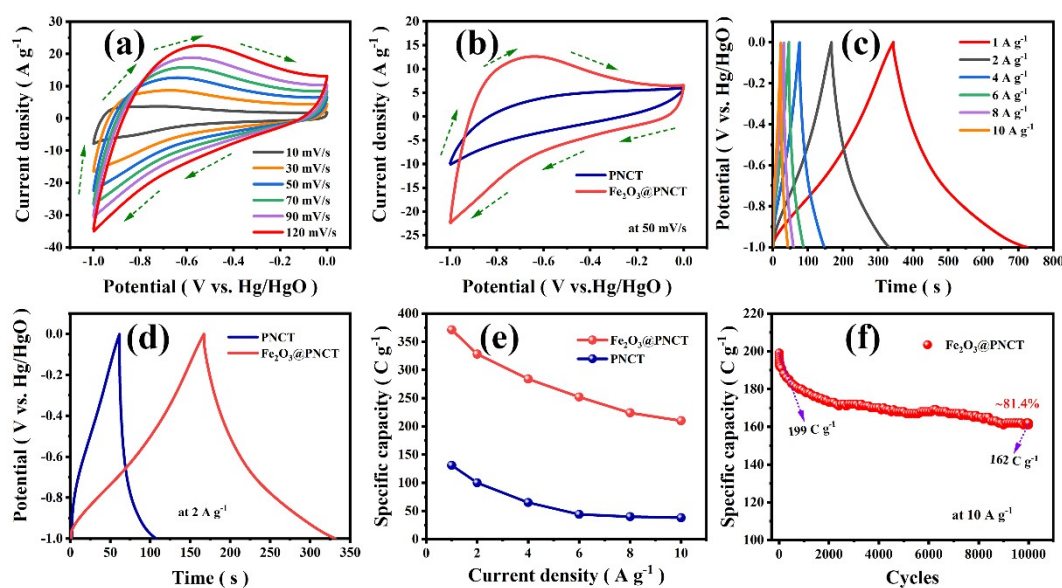 (a)
Current density ( A g⁻¹ )
40
30
20
10
0
-10
-20
-30
-40
-1.0 -0.8 -0.6 -0.4 -0.2 0.0
Potential ( V vs. Hg/HgO )
10 mV/s
30 mV/s
50 mV/s
70 mV/s
90 mV/s
120 mV/s
(b)
Current density ( A g⁻¹ )
20
15
10
5
0
-5
-10
-15
-20
-25
-1.0 -0.8 -0.6 -0.4 -0.2 0.0
Potential ( V vs.Hg/HgO )
PNCT
Fe₂O₃@PNCT
at 50 mV/s
(c)
Potential ( V vs. Hg/HgO )
0.0
-0.2
-0.4
-0.6
-0.8
-1.0
0 100 200 300 400 500 600 700 800
Time ( s )
1 A g⁻¹
2 A g⁻¹
4 A g⁻¹
6 A g⁻¹
8 A g⁻¹
10 A g⁻¹
(d)
Potential ( V vs. Hg/HgO )
0.0
-0.2
-0.4
-0.6
-0.8
-1.0
0 50 100 150 200 250 300 350
Time ( s )
PNCT
Fe₂O₃@PNCT
at 2 A g⁻¹
(e)
Specific capacity ( C g⁻¹ )
400
350
300
250
200
150
100
50
0
0 2 4 6 8 10
Current density ( A g⁻¹ )
Fe₂O₃@PNCT
PNCT
(f)
Specific capacity ( C g⁻¹ )
220
200
180
160
140
120
100
0 2000 4000 6000 8000 10000
Cycles
Fe₂O₃@PNCT
~81.4%
199 C g⁻¹
162 C g⁻¹
at 10 A g⁻¹